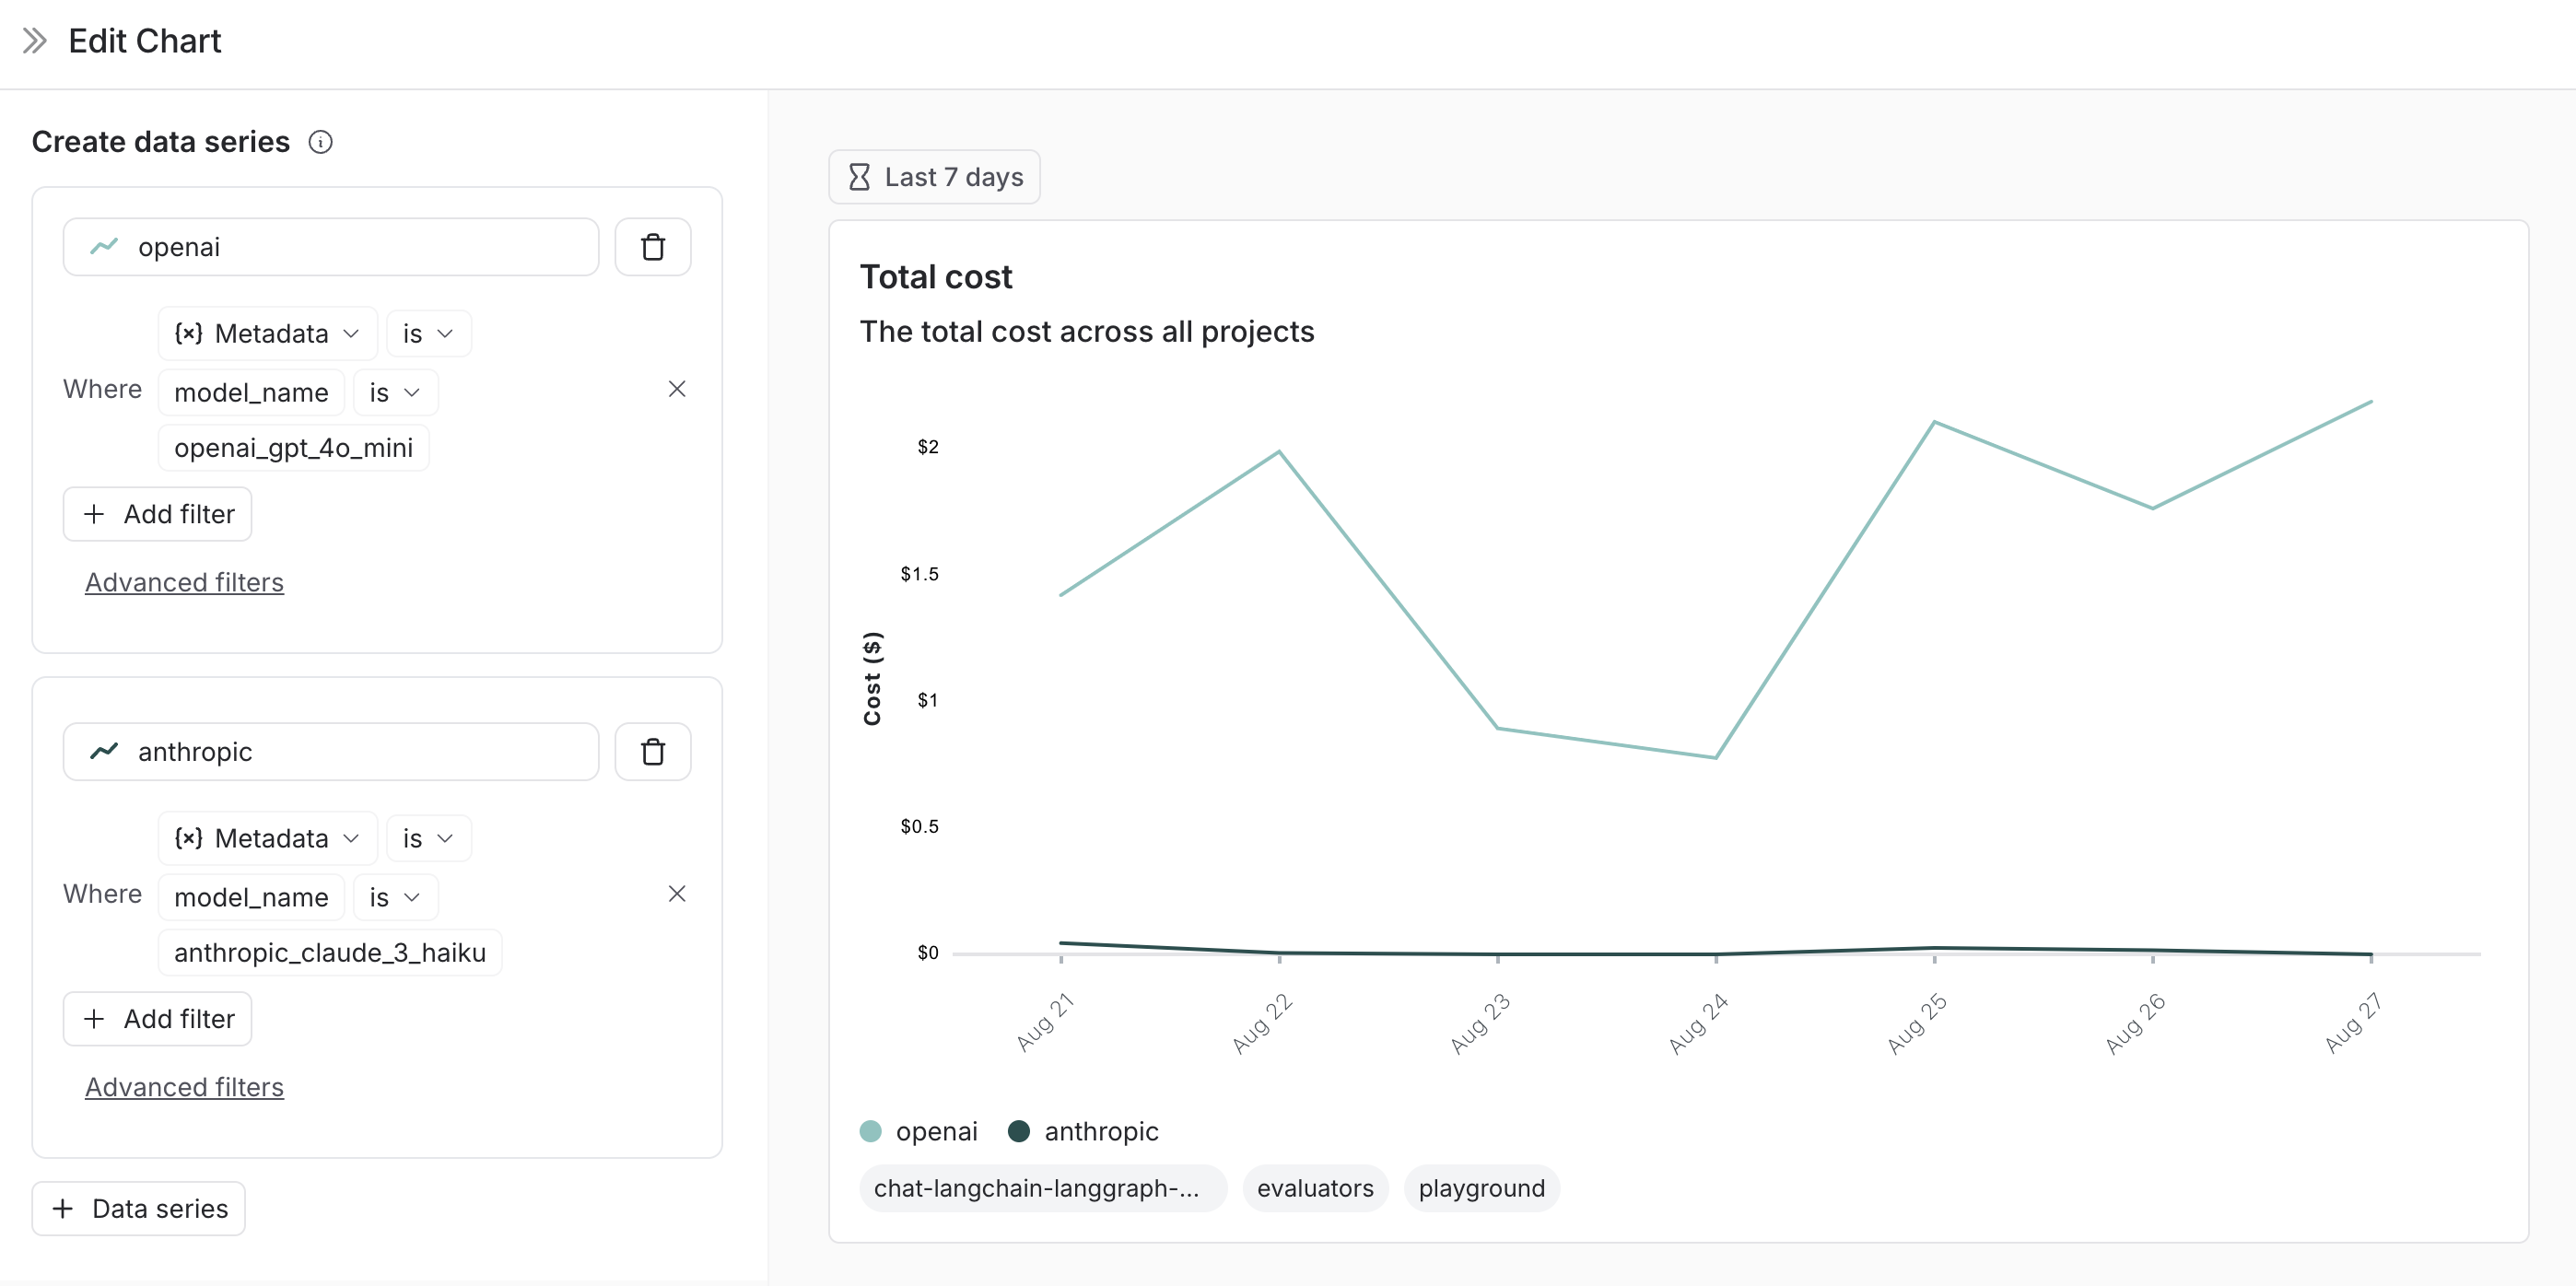 Edit Chart
Create data series
openai
Metadata is
Where model_name is
openai_gpt_4o_mini
+ Add filter
Advanced filters
anthropic
Metadata is
Where model_name is
anthropic_claude_3_haiku
+ Add filter
Advanced filters
+ Data series
Last 7 days
Total cost
The total cost across all projects
Cost ($)
$2
$1.5
$1
$0.5
$0
Aug 21
Aug 22
Aug 23
Aug 24
Aug 25
Aug 26
Aug 27
openai anthropic
chat-langchain-langgraph-... evaluators playground